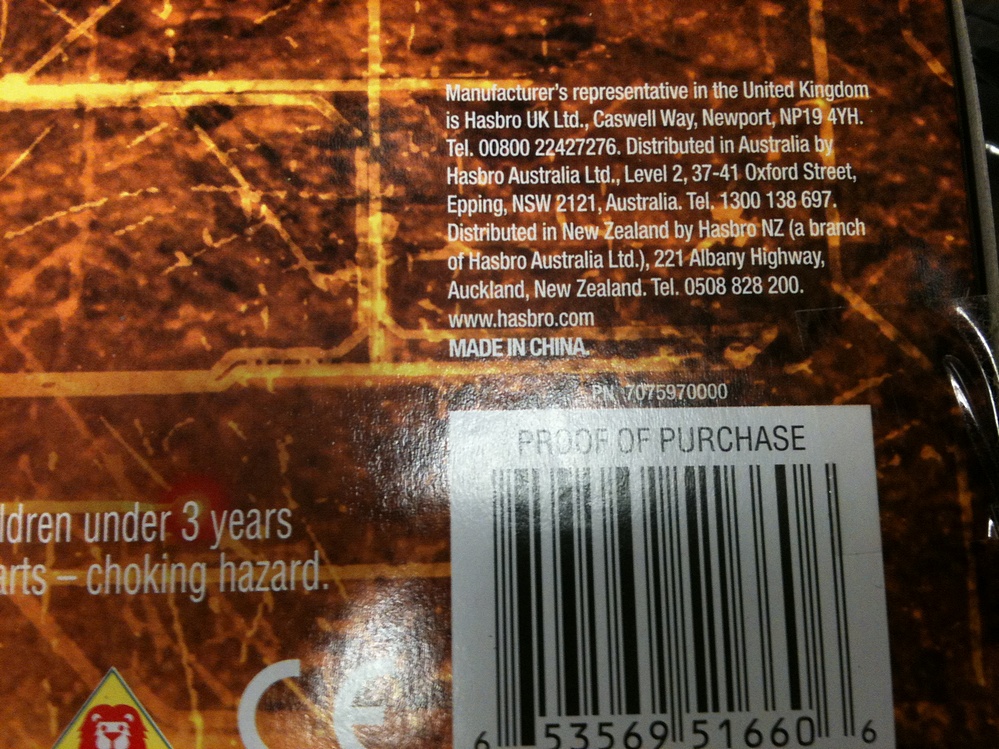 Manufacturer's representative in the United Kingdom
is Hasbro UK Ltd., Caswell Way, Newport, NP19 4YH.
Tel. 00800 22427276. Distributed in Australia by
Hasbro Australia Ltd., Level 2, 37-41 Oxford Street,
Epping, NSW 2121, Australia. Tel. 1300 138 697.
Distributed in New Zealand by Hasbro NZ (a branch
of Hasbro Australia Ltd.), 221 Albany Highway,
Auckland, New Zealand. Tel. 0508 828 200.
www.hasbro.com
MADE IN CHINA.
PN 7075970000
PROOF OF PURCHASE
ldren under 3 years
arts – choking hazard.
CE
6 53569 51660 6